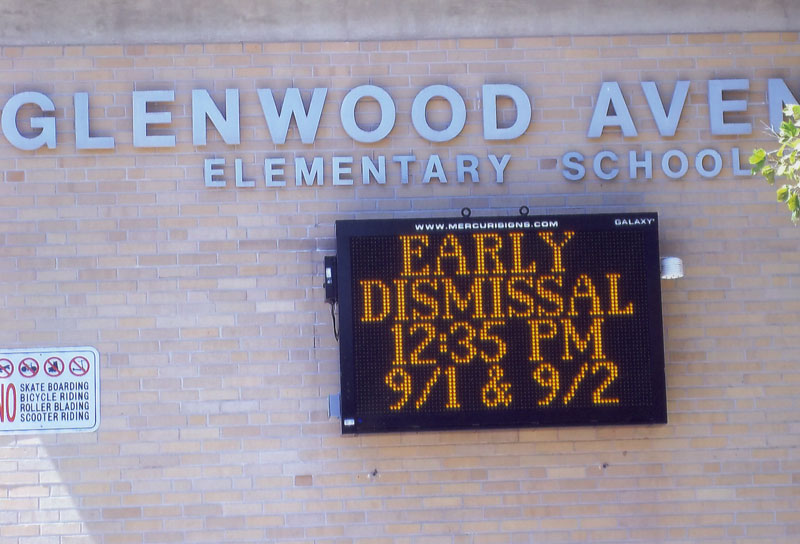 GLENWOOD AVEN
ELEMENTARY SCHOOL
WWW.MERCURISIGNS.COM GALAXY
EARLY
DISMISSAL
12:35 PM
9/1 & 9/2
NO
SKATE BOARDING
BICYCLE RIDING
ROLLER BLADING
SCOOTER RIDING